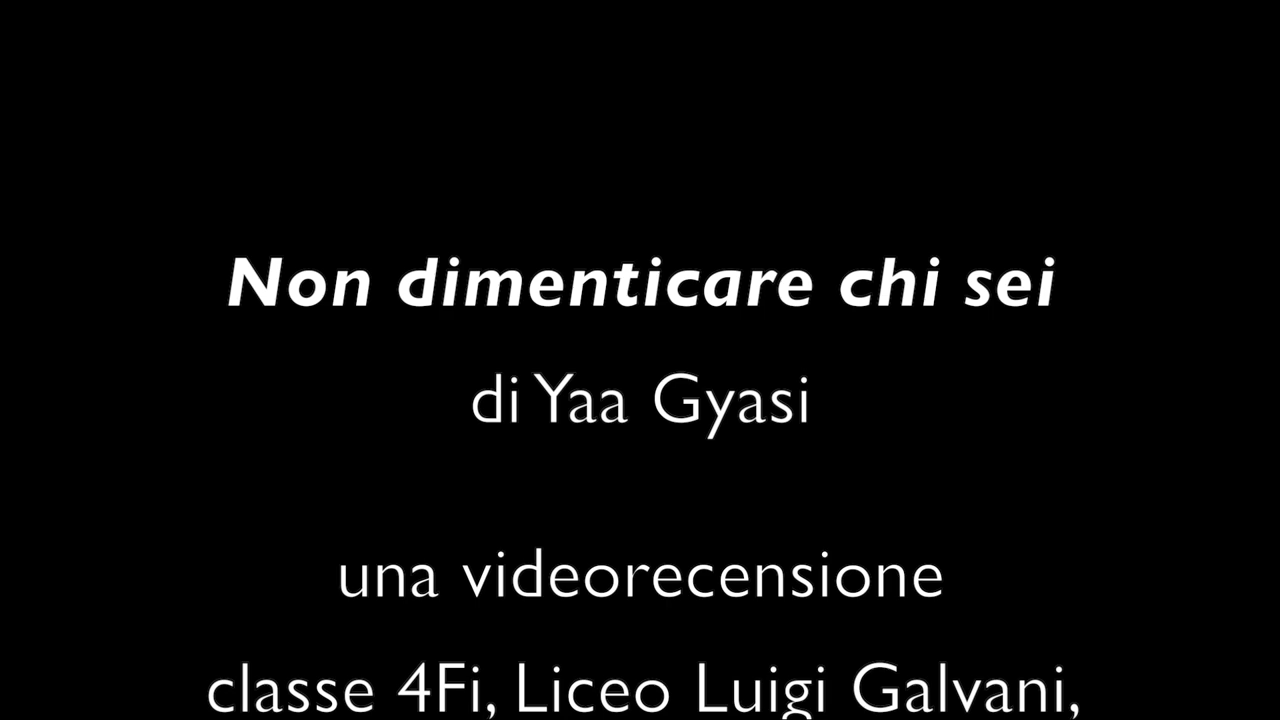 Non dimenticare chi sei
di Yaa Gyasi
una videorecensione
classe 4Fi, Liceo Luigi Galvani,